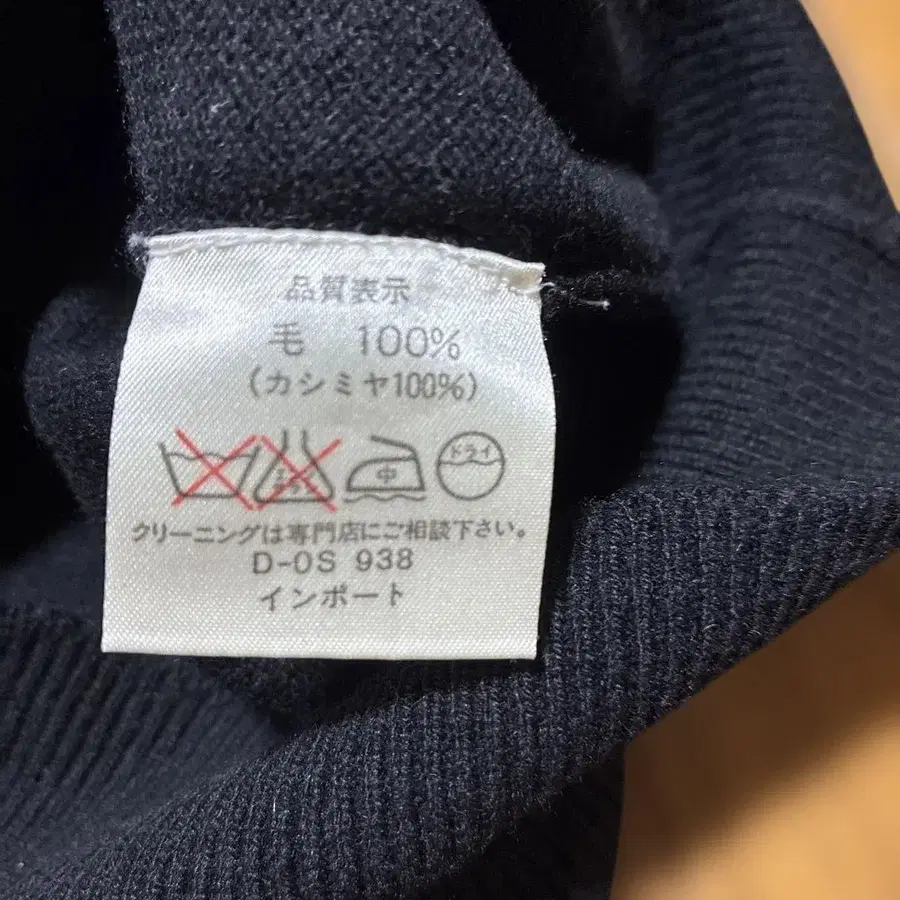 品質表示
毛 100%
(カシミヤ100%)
中 ドライ
クリーニングは専門店にご相談下さい。
D-OS 938
インポート